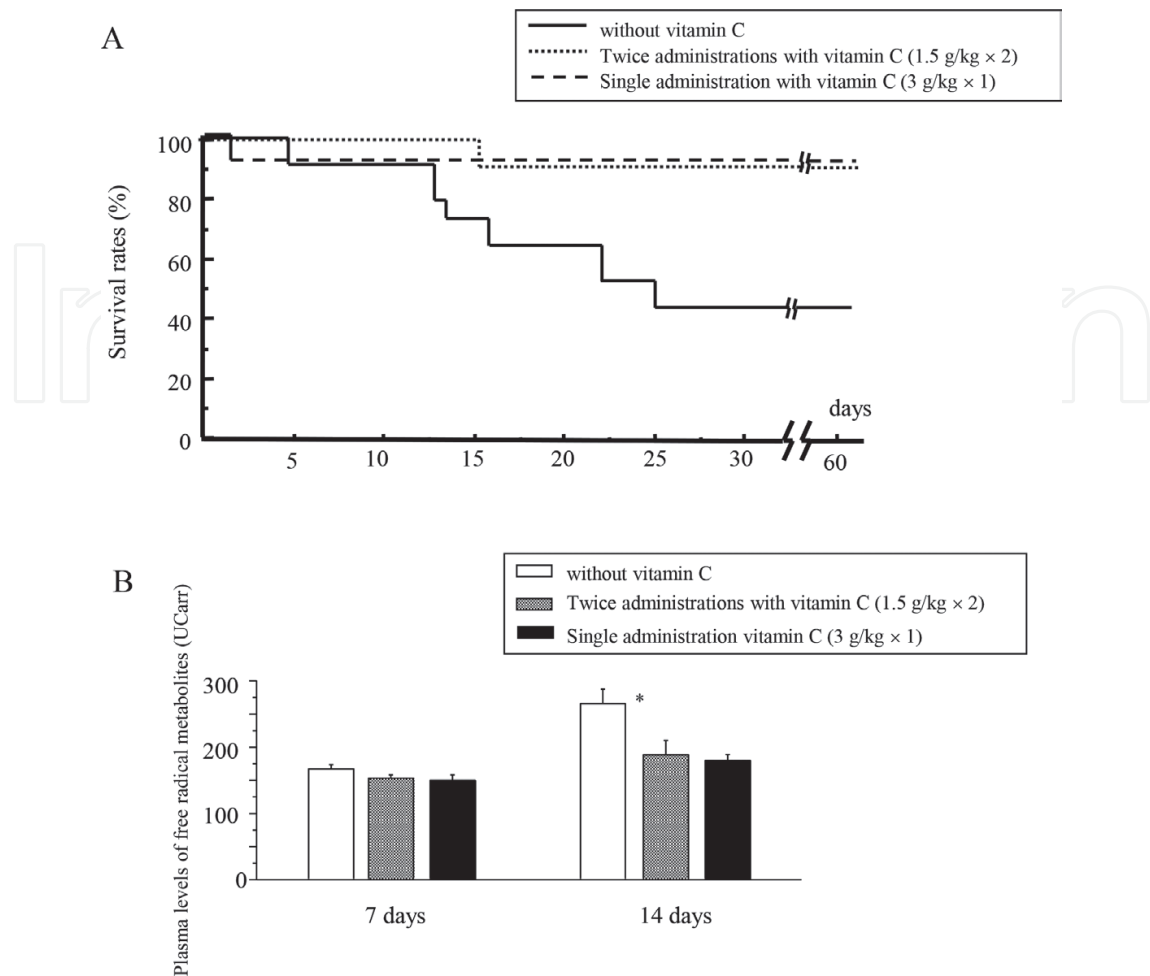 A
without vitamin C
Twice administrations with vitamin C (1.5 g/kg × 2)
Single administration with vitamin C (3 g/kg × 1)
Survival rates (%)
100
80
60
40
20
0
days
5 10 15 20 25 30 60
B
without vitamin C
Twice administrations with vitamin C (1.5 g/kg × 2)
Single administration vitamin C (3 g/kg × 1)
Plasma levels of free radical metabolites (UCarr)
300
200
100
0
*
7 days 14 days